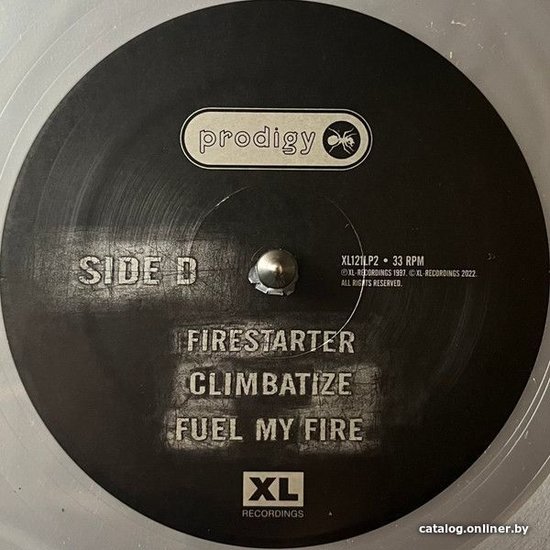 prodigy
SIDE D
XL121LP2 • 33 RPM
Ⓟ XL-RECORDINGS 1997. © XL-RECORDINGS 2022.
ALL RIGHTS RESERVED.
FIRESTARTER
CLIMBATIZE
FUEL MY FIRE
XL
RECORDINGS
catalog.onliner.by